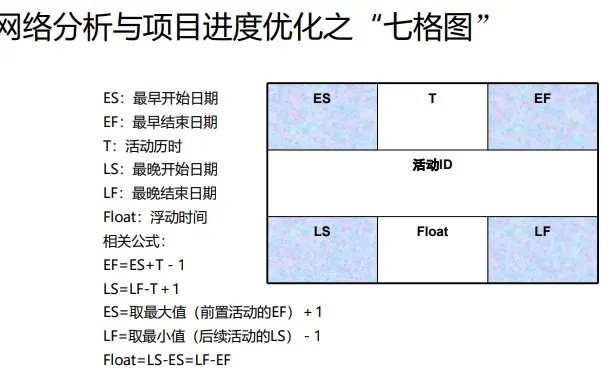 网络分析与项目进度优化之“七格图”
ES：最早开始日期
EF：最早结束日期
T：活动历时
LS：最晚开始日期
LF：最晚结束日期
Float：浮动时间
相关公式：
EF=ES+T－1
LS=LF-T＋1
ES=取最大值（前置活动的EF）＋1
LF=取最小值（后续活动的LS）－1
Float=LS-ES=LF-EF
ES T EF
活动ID
LS Float LF